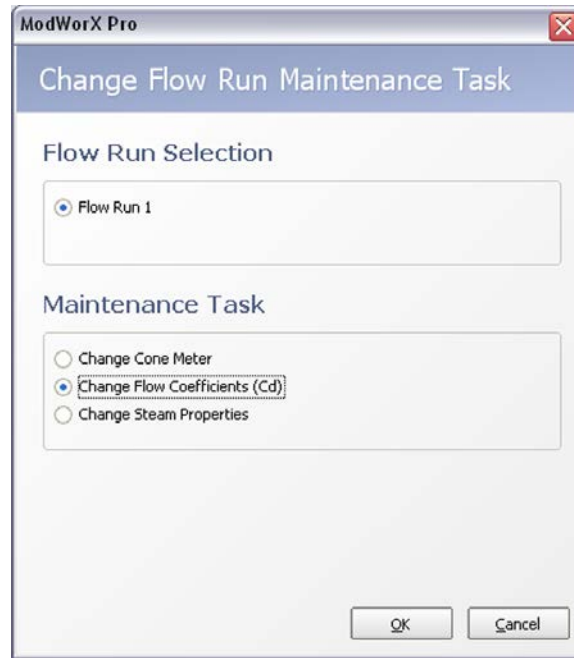 ModWorX Pro
Change Flow Run Maintenance Task
Flow Run Selection
Flow Run 1
Maintenance Task
Change Cone Meter
Change Flow Coefficients (Cd)
Change Steam Properties
OK Cancel